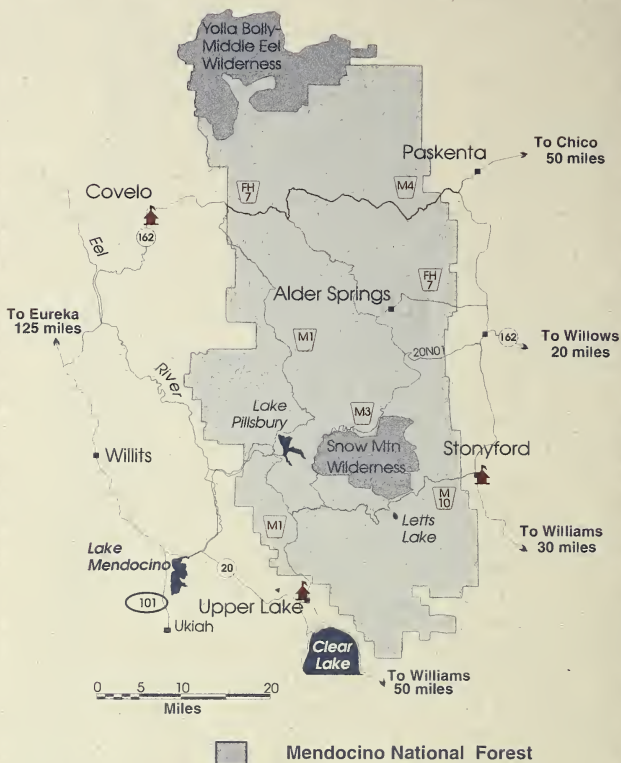 Yolla Bolly-
Middle Eel
Wilderness
To Chico
50 miles
Paskenta
Covelo
FH
7
M4
162
Eel
FH
7
Alder Springs
To Eureka
125 miles
162
To Willows
20 miles
M1
20N01
River
Lake
Pillsbury
M3
Snow Mtn
Wilderness
Stonyford
Willits
M
10
Letts
Lake
M1
To Williams
30 miles
Lake
Mendocino
20
101
Upper Lake
Ukiah
Clear
Lake
To Williams
50 miles
0 5 10 20
Miles
Mendocino National Forest